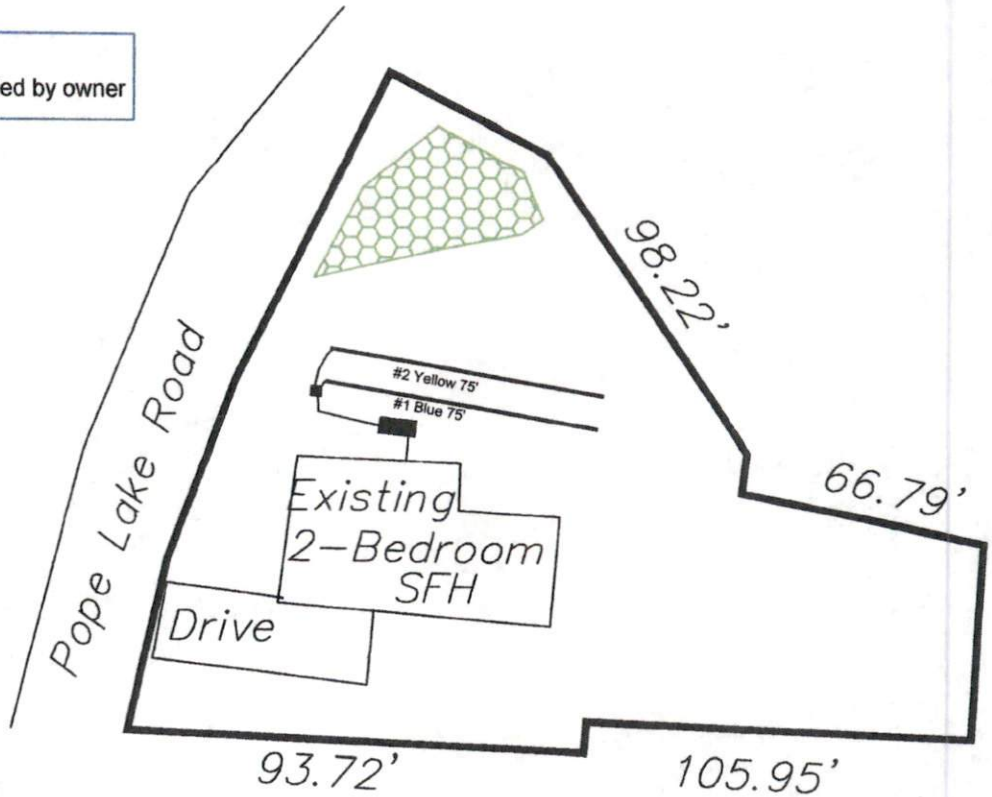 ed by owner
98.22'
Pope Lake Road
#2 Yellow 75'
#1 Blue 75'
66.79'
Existing
2-Bedroom
SFH
Drive
93.72'
105.95'